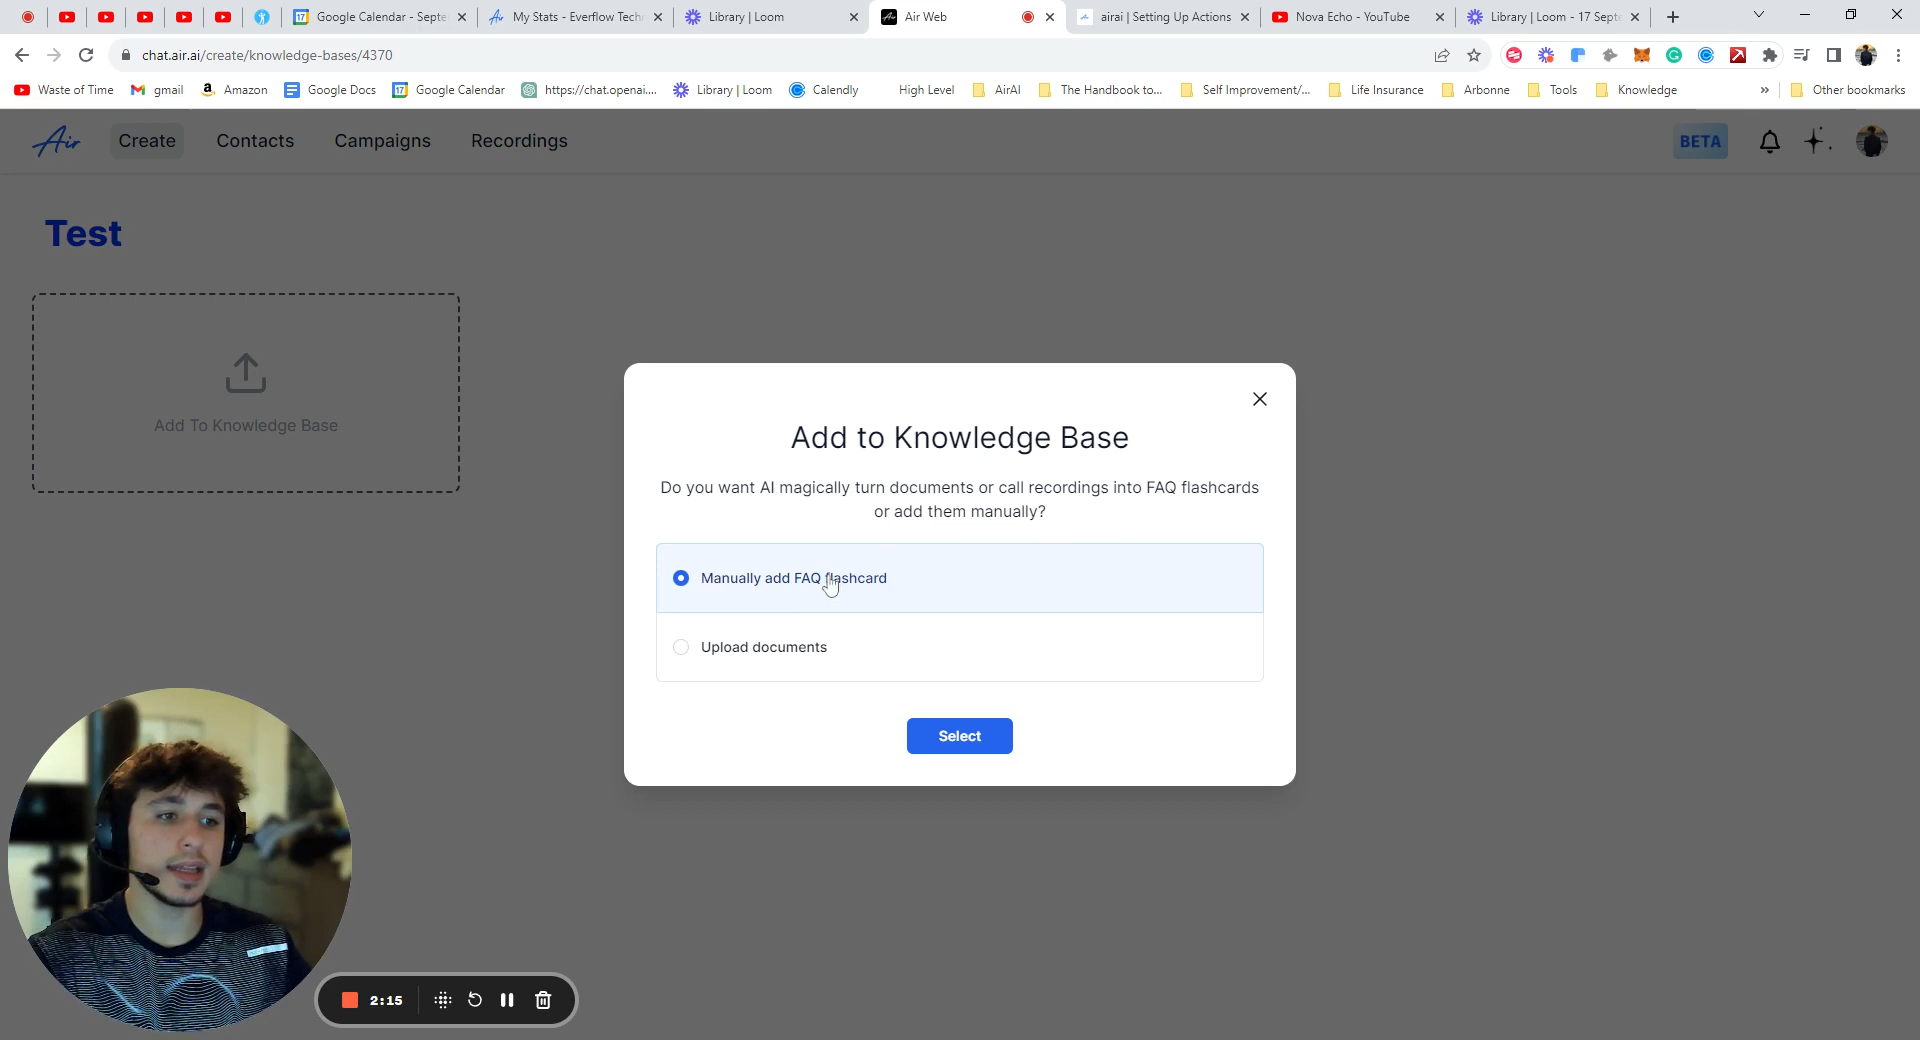 Google Calendar - Septe
My Stats - Everflow Tech
Library | Loom
Air Web
airai | Setting Up Actions
Nova Echo - YouTube
Library | Loom - 17 Septe
chat.air.ai/create/knowledge-bases/4370
Waste of Time
gmail
Amazon
Google Docs
Google Calendar
https://chat.openai....
Library | Loom
Calendly
High Level
AirAI
The Handbook to...
Self Improvement/...
Life Insurance
Arbonne
Tools
Knowledge
»
Other bookmarks
Air
Create
Contacts
Campaigns
Recordings
BETA
Test
Add To Knowledge Base
Add to Knowledge Base
Do you want AI magically turn documents or call recordings into FAQ flashcards
or add them manually?
Manually add FAQ flashcard
Upload documents
Select
2:15